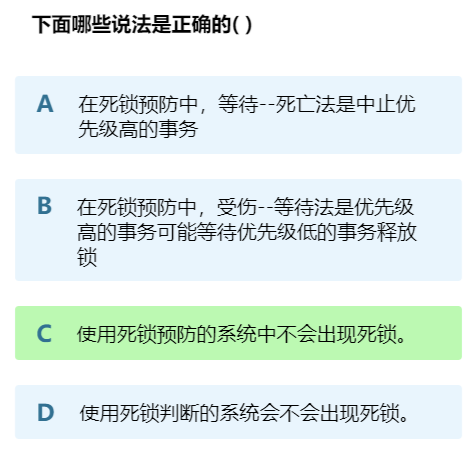 下面哪些说法是正确的( )
A 在死锁预防中，等待--死亡法是中止优
先级高的事务
B 在死锁预防中，受伤--等待法是优先级
高的事务可能等待优先级低的事务释放
锁
C 使用死锁预防的系统中不会出现死锁。
D 使用死锁判断的系统会不会出现死锁。